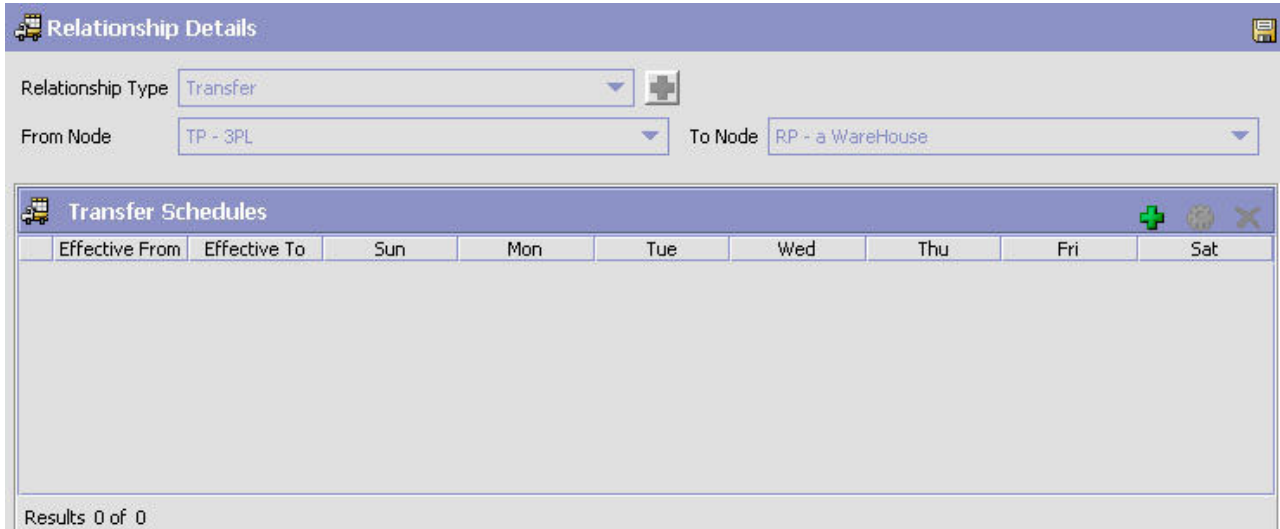 Relationship Details
Relationship Type Transfer
From Node TP - 3PL To Node RP - a WareHouse
Transfer Schedules
Effective From Effective To Sun Mon Tue Wed Thu Fri Sat
Results 0 of 0